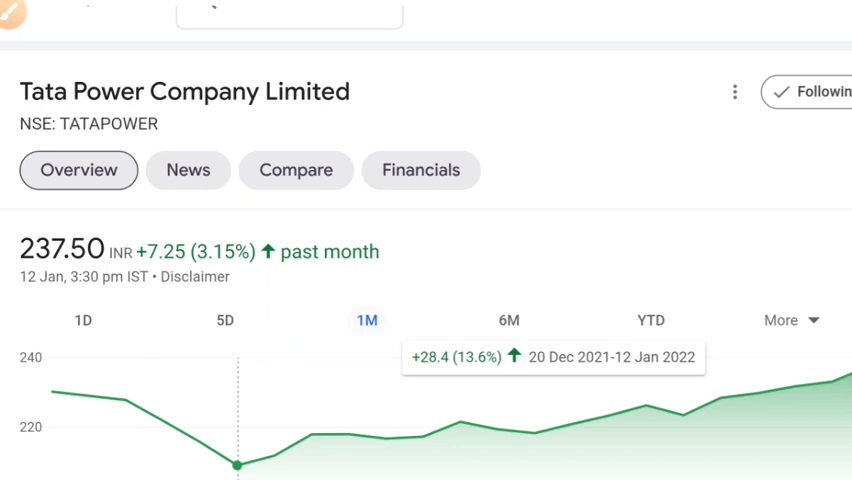 Tata Power Company Limited
Followin
NSE: TATAPOWER
Overview News Compare Financials
237.50 INR +7.25 (3.15%) past month
12 Jan, 3:30 pm IST • Disclaimer
1D 5D 1M 6M YTD More
+28.4 (13.6%) 20 Dec 2021-12 Jan 2022
240
220